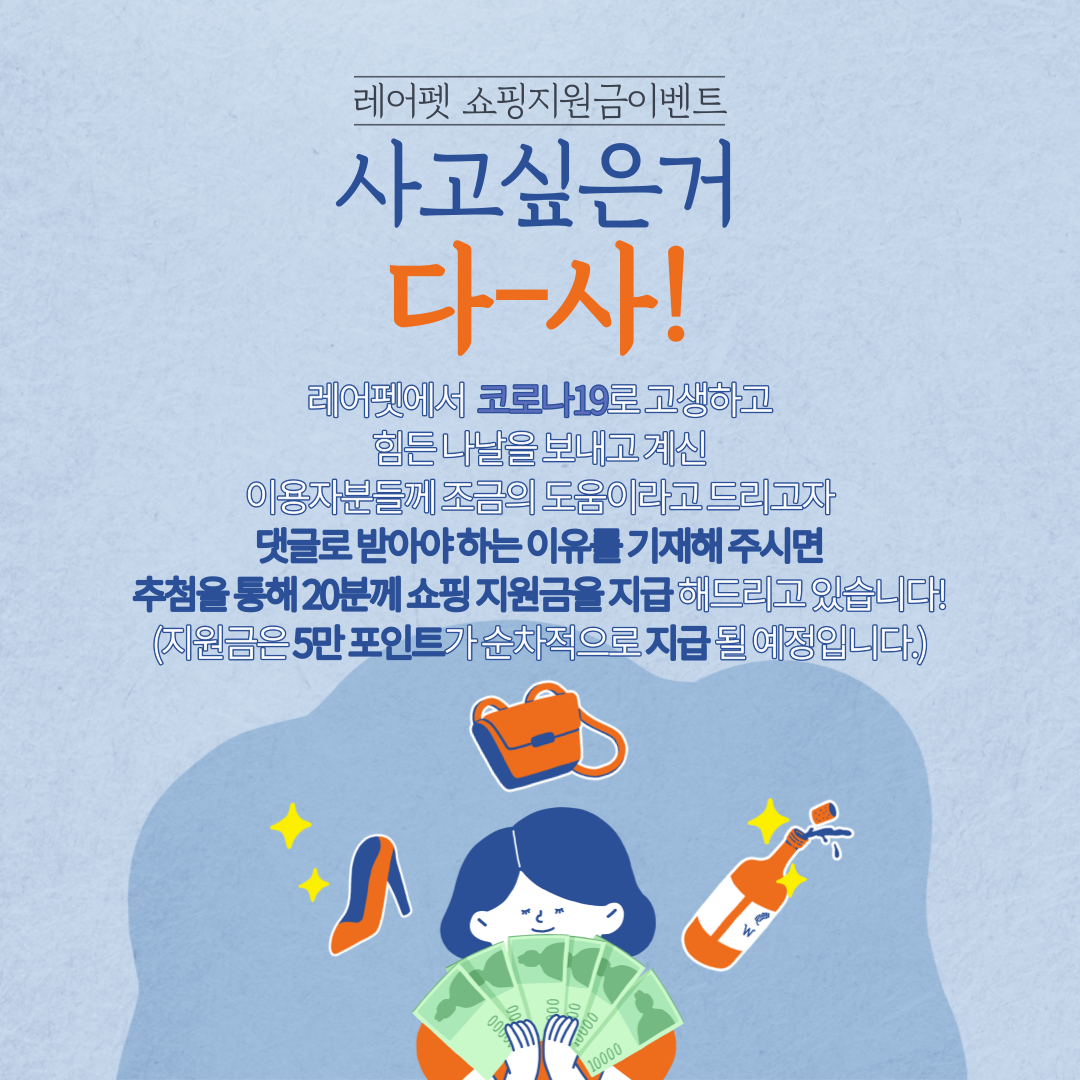 레어펫 쇼핑지원금이벤트
사고싶은거
다-사!
레어펫에서 코로나19로 고생하고
힘든 나날을 보내고 계신
이용자분들께 조금의 도움이라고 드리고자
댓글로 받아야 하는 이유를 기재해 주시면
추첨을 통해 20분께 쇼핑 지원금을 지급 해드리고 있습니다!
(지원금은 5만 포인트가 순차적으로 지급 될 예정입니다.)
W
10000